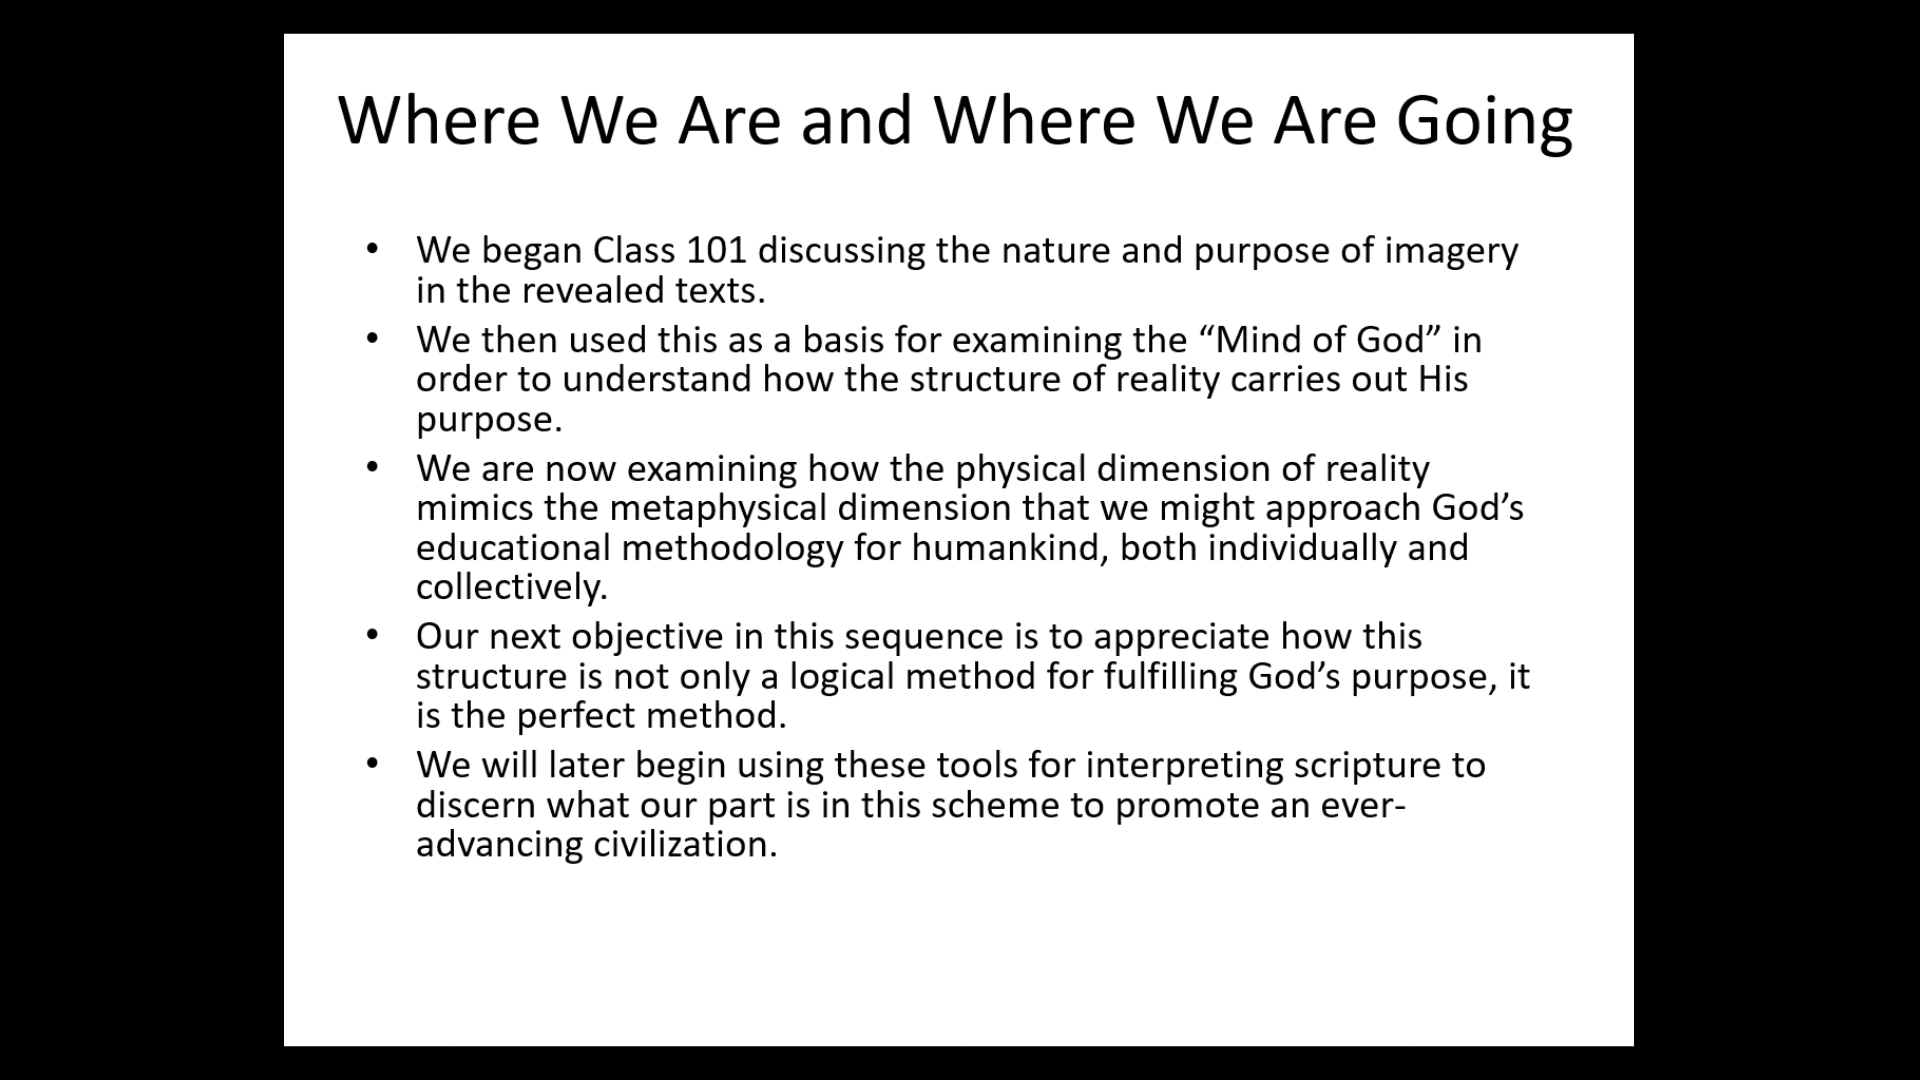 Where We Are and Where We Are Going
• We began Class 101 discussing the nature and purpose of imagery
in the revealed texts.
• We then used this as a basis for examining the “Mind of God” in
order to understand how the structure of reality carries out His
purpose.
• We are now examining how the physical dimension of reality
mimics the metaphysical dimension that we might approach God’s
educational methodology for humankind, both individually and
collectively.
• Our next objective in this sequence is to appreciate how this
structure is not only a logical method for fulfilling God’s purpose, it
is the perfect method.
• We will later begin using these tools for interpreting scripture to
discern what our part is in this scheme to promote an ever-
advancing civilization.